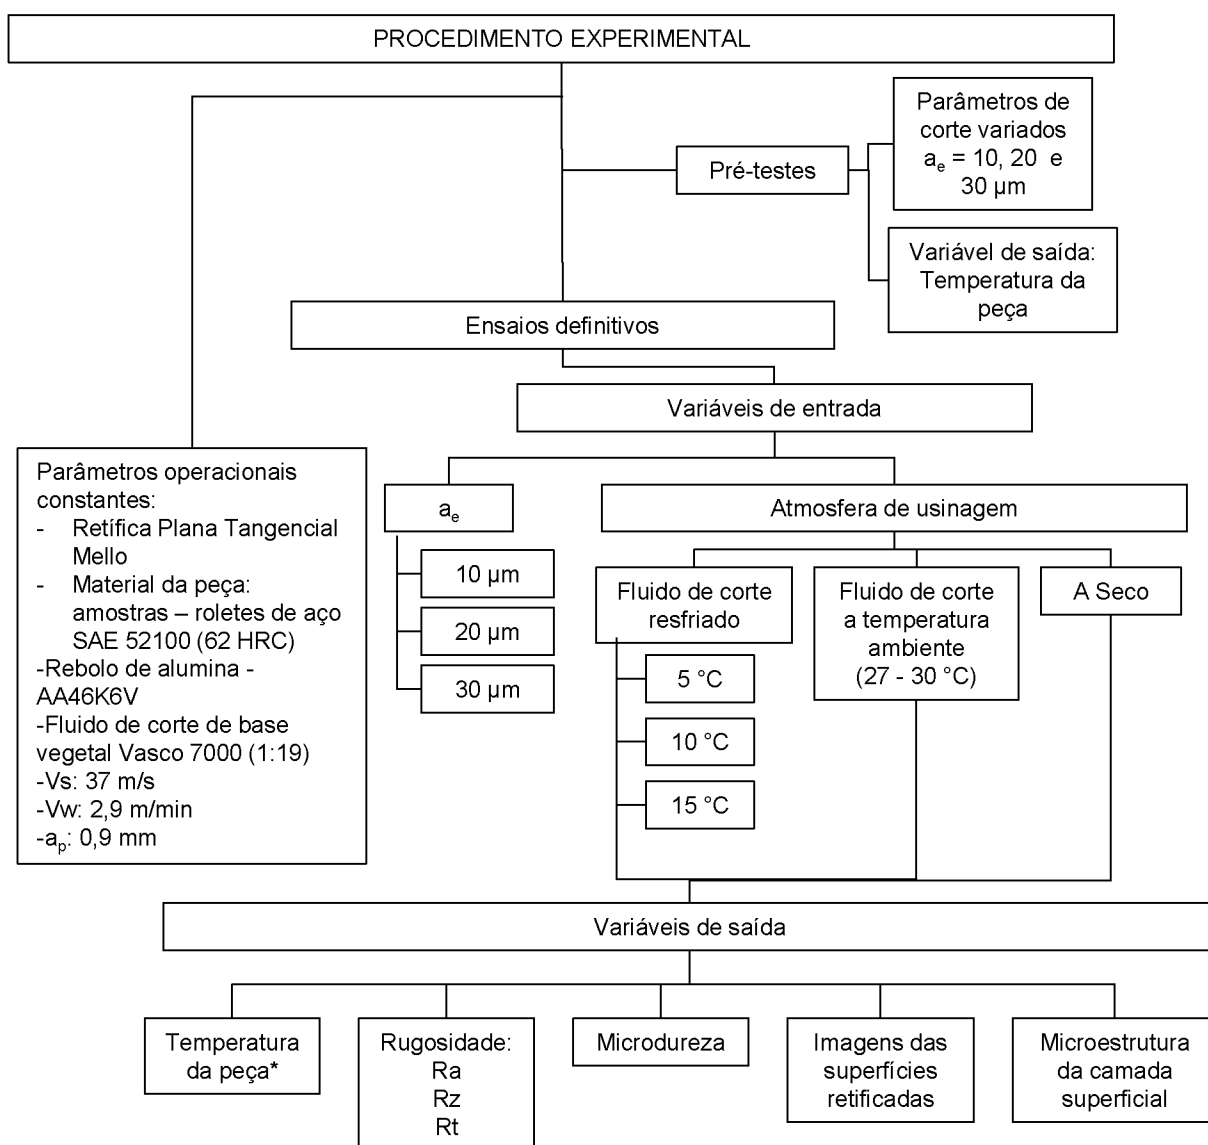 PROCEDIMENTO EXPERIMENTAL
Parâmetros de
corte variados
aₑ = 10, 20 e
30 µm
Pré-testes
Variável de saída:
Temperatura da
peça
Ensaios definitivos
Variáveis de entrada
Parâmetros operacionais
constantes:
- Retífica Plana Tangencial
Mello
- Material da peça:
amostras – roletes de aço
SAE 52100 (62 HRC)
-Rebolo de alumina -
AA46K6V
-Fluido de corte de base
vegetal Vasco 7000 (1:19)
-Vs: 37 m/s
-Vw: 2,9 m/min
-aₚ: 0,9 mm
aₑ
10 µm
20 µm
30 µm
Atmosfera de usinagem
Fluido de corte
resfriado
5 °C
10 °C
15 °C
Fluido de corte
a temperatura
ambiente
(27 - 30 °C)
A Seco
Variáveis de saída
Temperatura
da peça*
Rugosidade:
Ra
Rz
Rt
Microdureza
Imagens das
superfícies
retificadas
Microestrutura
da camada
superficial